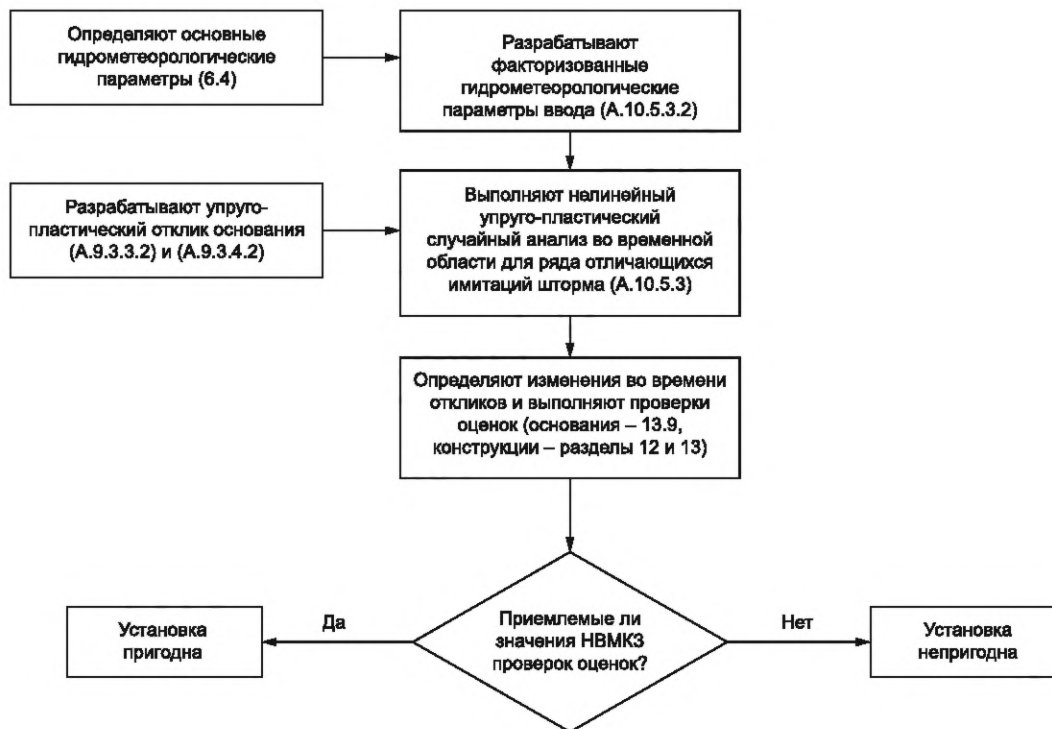 Определяют основные
гидрометеорологические
параметры (6.4)
Разрабатывают
факторизованные
гидрометеорологические
параметры ввода (А.10.5.3.2)
Разрабатывают упруго-
пластический отклик основания
(А.9.3.3.2) и (А.9.3.4.2)
Выполняют нелинейный
упруго-пластический
случайный анализ во временной
области для ряда отличающихся
имитаций шторма (А.10.5.3)
Определяют изменения во времени
откликов и выполняют проверки
оценок (основания – 13.9,
конструкции – разделы 12 и 13)
Приемлемые ли
значения НВМКЗ
проверок оценок?
Да
Нет
Установка
пригодна
Установка
непригодна